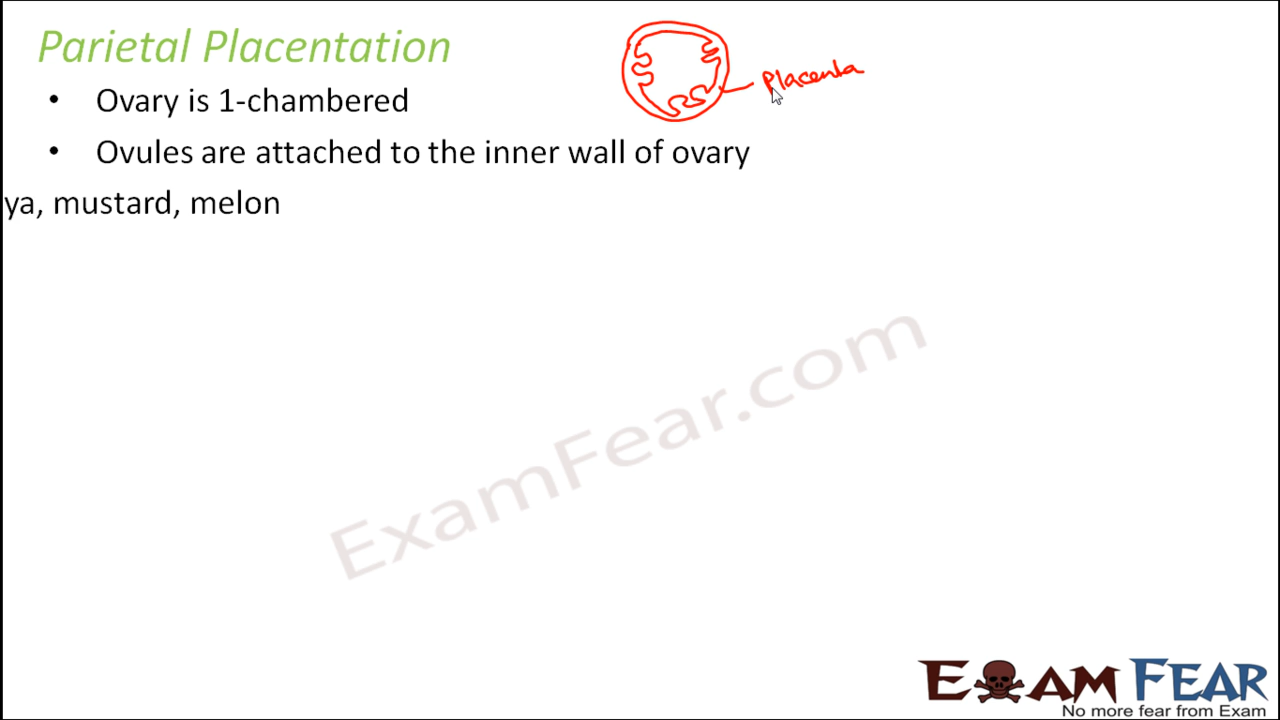 Parietal Placentation
• Ovary is 1-chambered
Placenta
• Ovules are attached to the inner wall of ovary
ya, mustard, melon
ExamFear.com
EXAM FEAR
No more fear from Exam